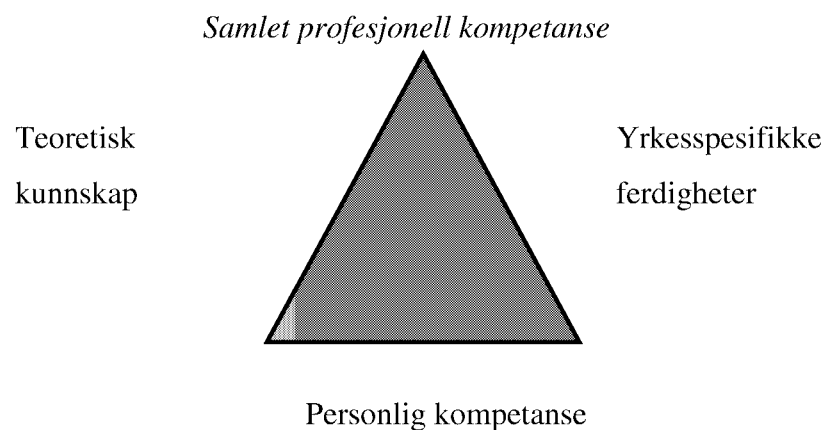 Samlet profesjonell kompetanse
Teoretisk
kunnskap
Yrkesspesifikke
ferdigheter
Personlig kompetanse